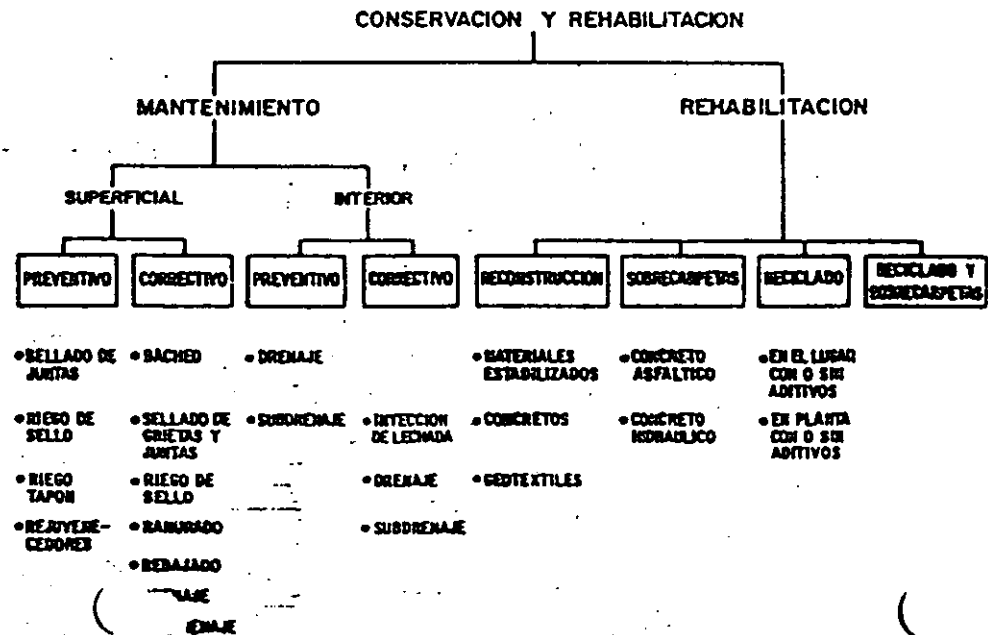 CONSERVACION Y REHABILITACION
MANTENIMIENTO
REHABILITACION
SUPERFICIAL
INTERIOR
PREVENTIVO
CORRECTIVO
PREVENTIVO
CORRECTIVO
RECONSTRUCCION
SOBRECARPETAS
RECICLADO
RECICLADO Y
SOBRECARPETAS
• SELLADO DE
JUNTAS
• RIEGO DE
SELLO
• RIEGO
TAPON
• REJUVENE-
CEDORES
• BACHEO
• SELLADO DE
GRIETAS Y
JUNTAS
• RIEGO DE
SELLO
• RANURADO
• REBAJADO
• DRENAJE
• SUBDRENAJE
• INYECCION
DE LECHADA
• DRENAJE
• SUBDRENAJE
• MATERIALES
ESTABILIZADOS
• CONCRETOS
• GEOTEXTILES
• CONCRETO
ASFALTICO
• CONCRETO
HIDRAULICO
• EN EL LUGAR
CON O SIN
ADITIVOS
• EN PLANTA
CON O SIN
ADITIVOS